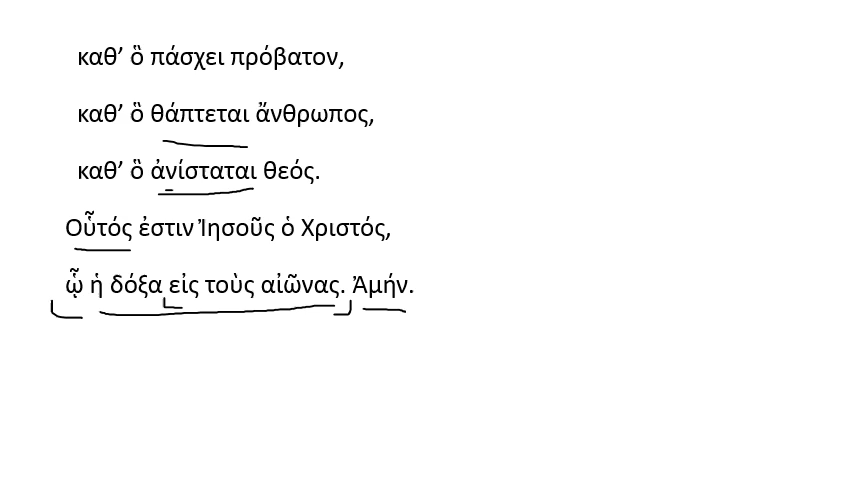 καθ’ ὃ πάσχει πρόβατον,
καθ’ ὃ θάπτεται ἄνθρωπος,
καθ’ ὃ ἀνίσταται θεός.
Οὗτός ἐστιν Ἰησοῦς ὁ Χριστός,
ᾧ ἡ δόξα εἰς τοὺς αἰῶνας. Ἀμήν.